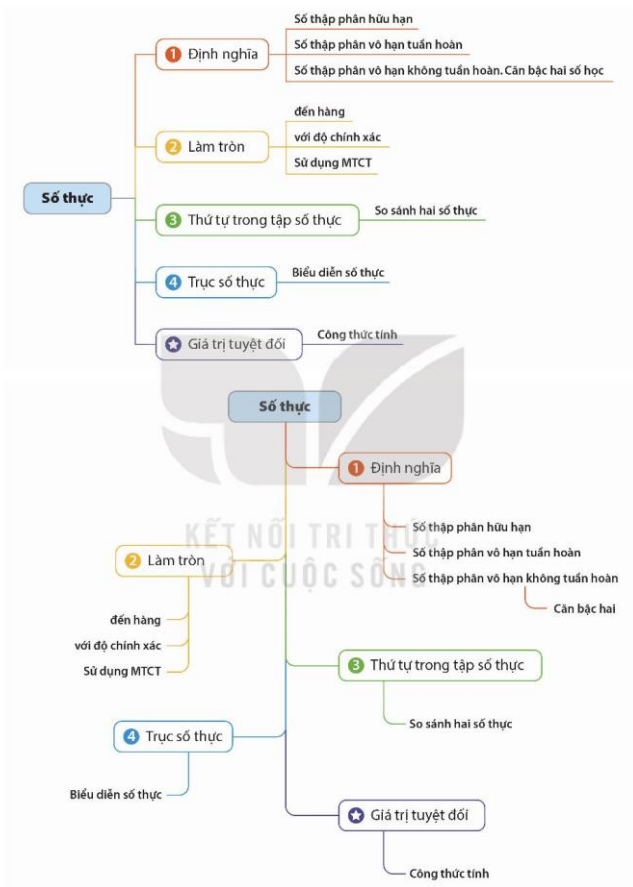 Số thập phân hữu hạn
1 Định nghĩa
Số thập phân vô hạn tuần hoàn
Số thập phân vô hạn không tuần hoàn. Căn bậc hai số học
đến hàng
2 Làm tròn
với độ chính xác
Sử dụng MTCT
Số thực
3 Thứ tự trong tập số thực
So sánh hai số thực
4 Trục số thực
Biểu diễn số thực
Giá trị tuyệt đối
Công thức tính
Số thực
1 Định nghĩa
Số thập phân hữu hạn
Số thập phân vô hạn tuần hoàn
Số thập phân vô hạn không tuần hoàn
Căn bậc hai
KẾT NỐI TRI THỨC
VỚI CUỘC SỐNG
2 Làm tròn
đến hàng
với độ chính xác
Sử dụng MTCT
3 Thứ tự trong tập số thực
So sánh hai số thực
4 Trục số thực
Biểu diễn số thực
Giá trị tuyệt đối
Công thức tính